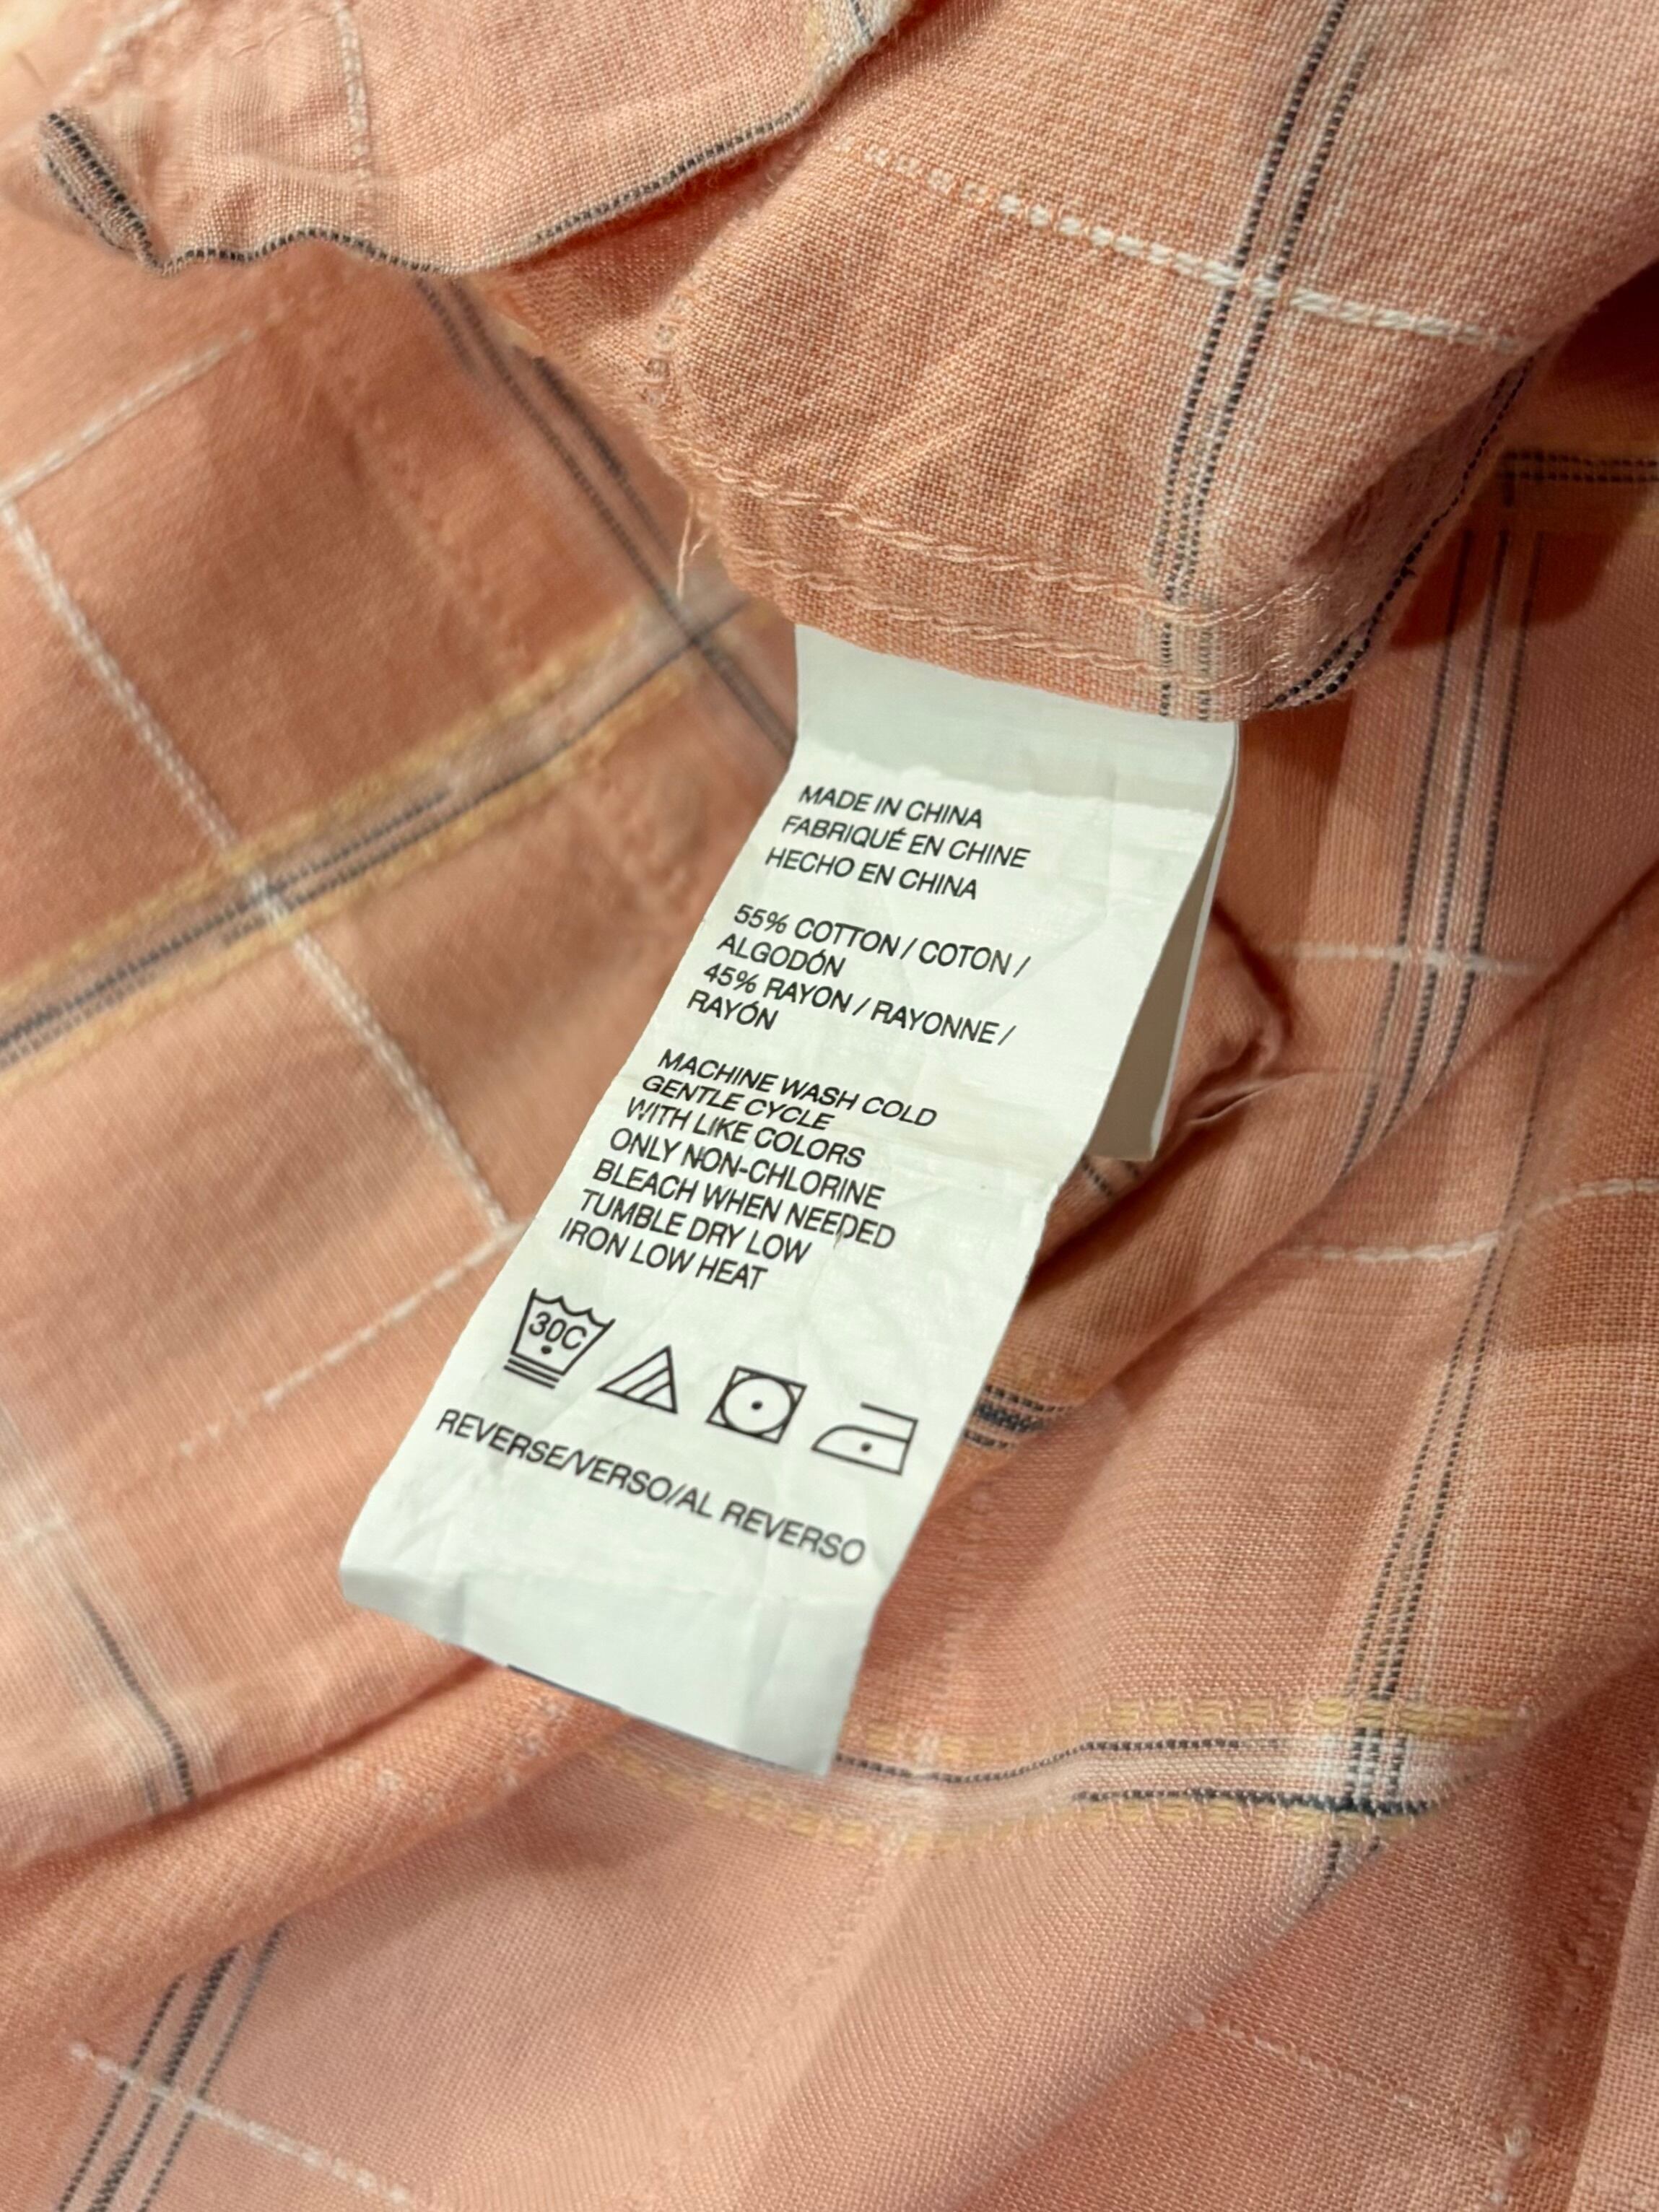 MADE IN CHINA
FABRIQUÉ EN CHINE
HECHO EN CHINA
55% COTTON / COTON /
ALGODÓN
45% RAYON / RAYONNE /
RAYÓN
MACHINE WASH COLD
GENTLE CYCLE
WITH LIKE COLORS
ONLY NON-CHLORINE
BLEACH WHEN NEEDED
TUMBLE DRY LOW
IRON LOW HEAT
30C
REVERSE/VERSO/AL REVERSO